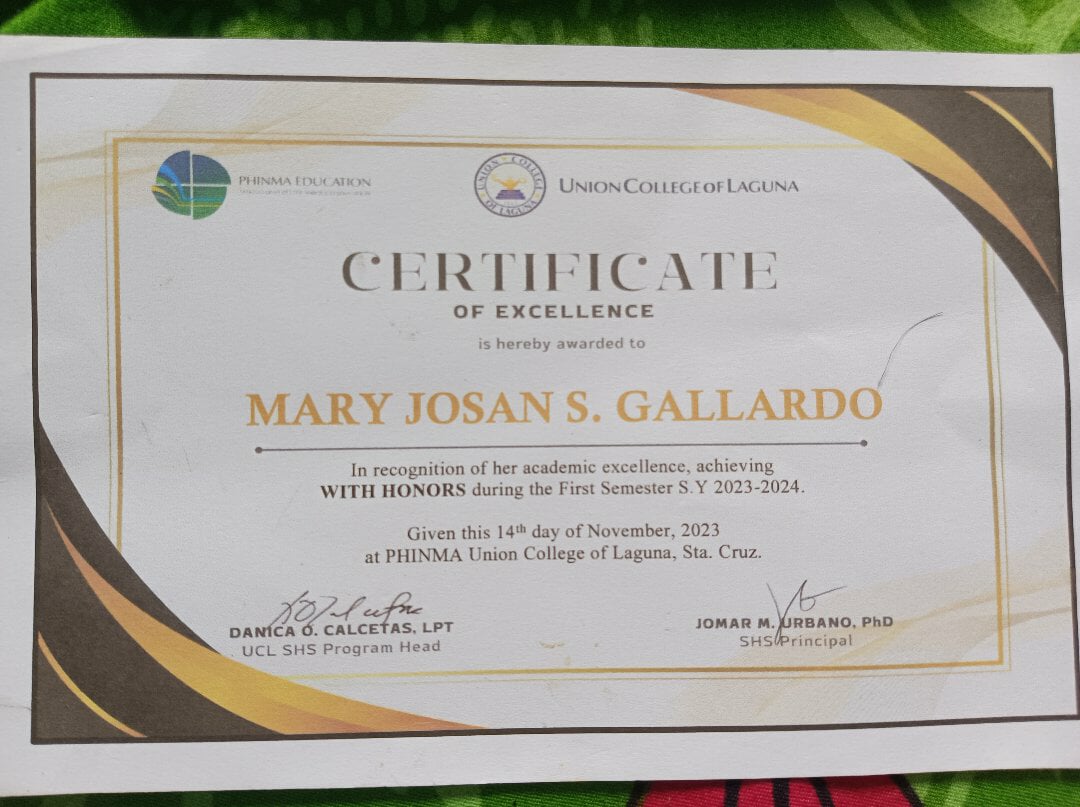 PHINMA EDUCATION
UNION COLLEGE OF LAGUNA
UNION COLLEGE OF LAGUNA
CERTIFICATE
OF EXCELLENCE
is hereby awarded to
MARY JOSAN S. GALLARDO
In recognition of her academic excellence, achieving
WITH HONORS during the First Semester S.Y 2023-2024.
Given this 14th day of November, 2023
at PHINMA Union College of Laguna, Sta. Cruz.
DANICA O. CALCETAS, LPT
UCL SHS Program Head
JOMAR M. URBANO, PhD
SHS Principal